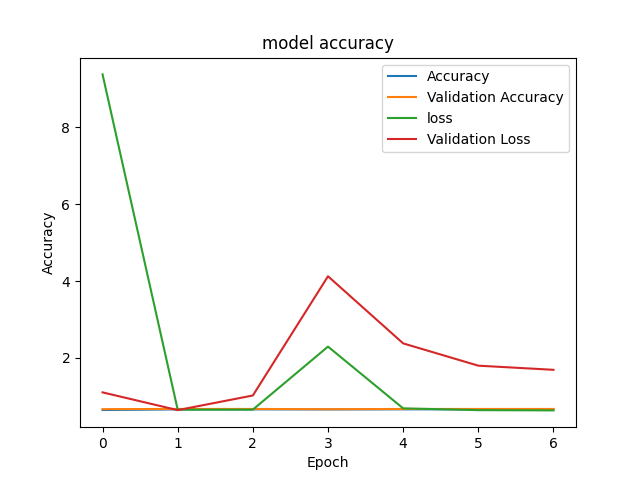 model accuracy
Accuracy
Validation Accuracy
loss
Validation Loss
8
6
4
2
Accuracy
0 1 2 3 4 5 6
Epoch